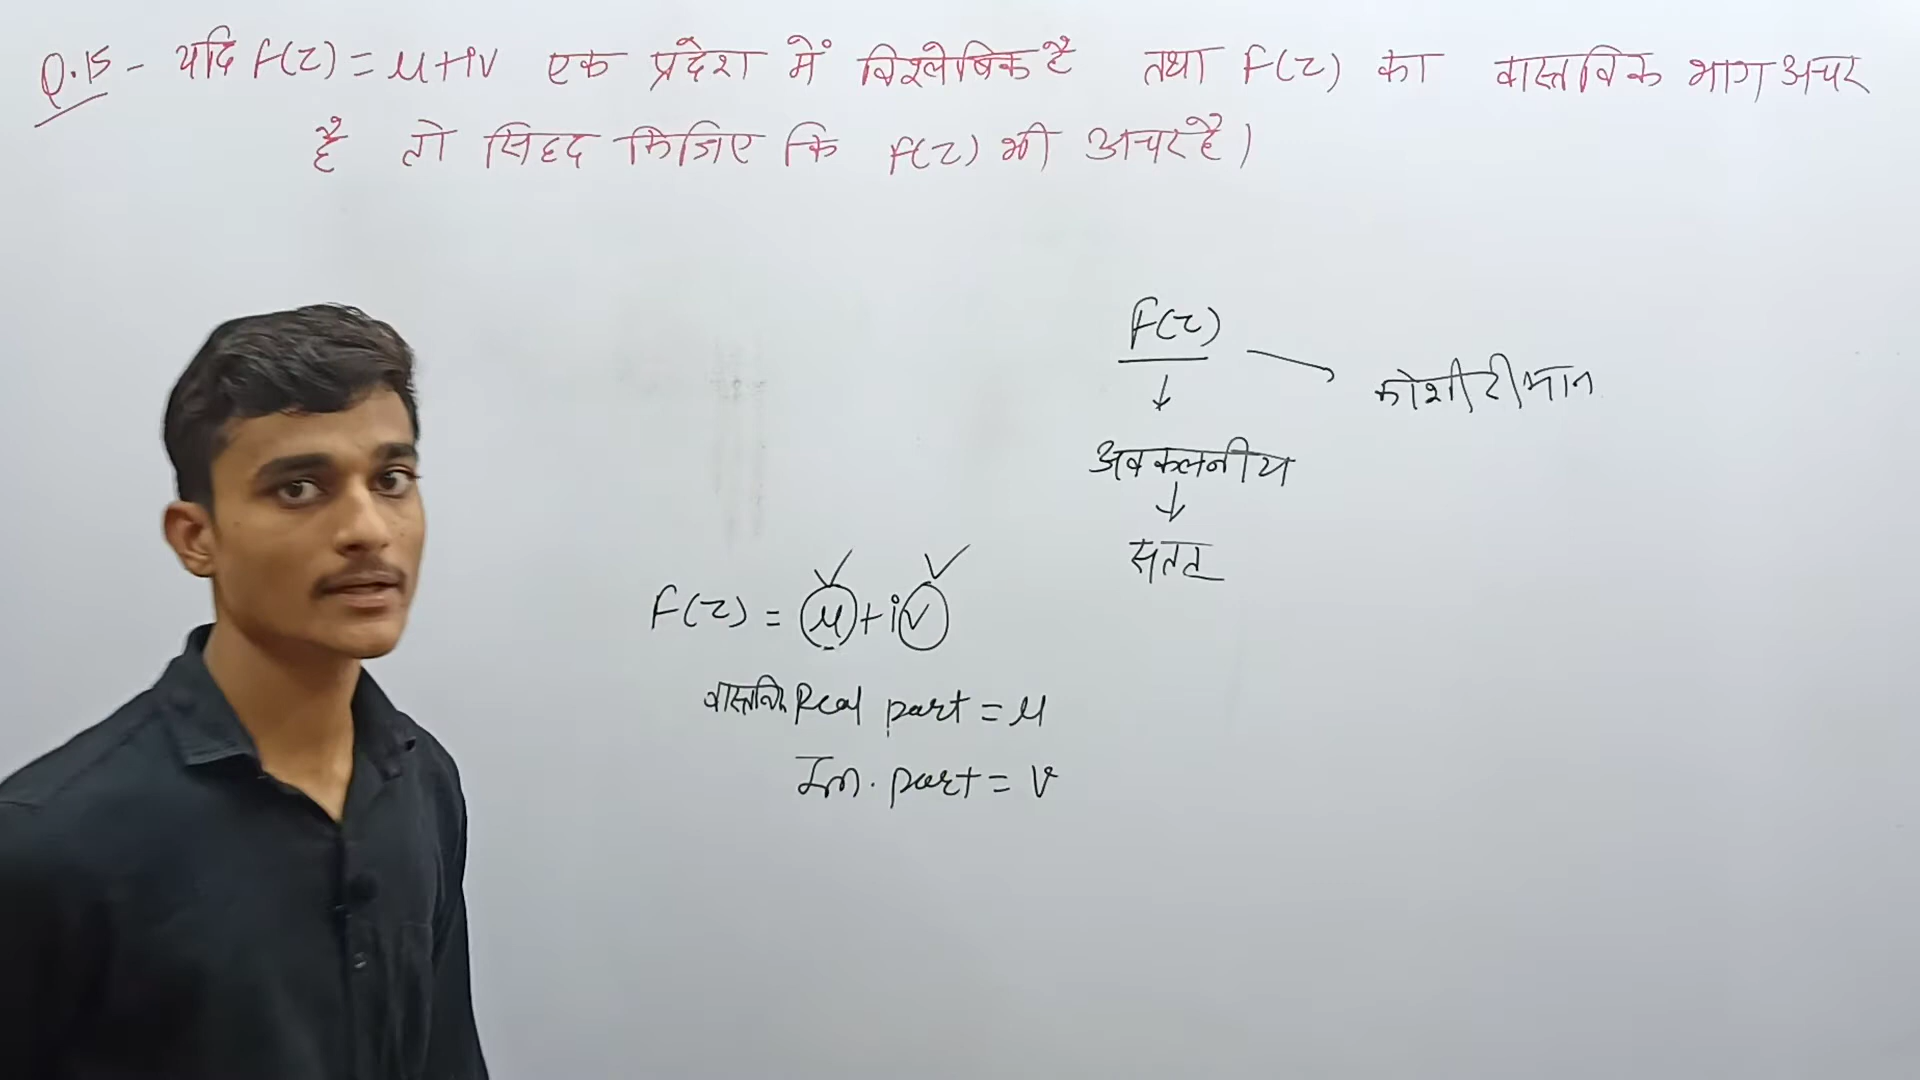 Q.15 - यदि f(z) = u+iv एक प्रदेश में विश्लेषिक है तथा f(z) का वास्तविक भाग अचर
है तो सिद्द किजिए कि f(z) भी अचर है।
f(z)
कोशी रीमान
अवकलनीय
सतत
f(z) = u+iv
वास्तविक Real part = u
Im. part = v